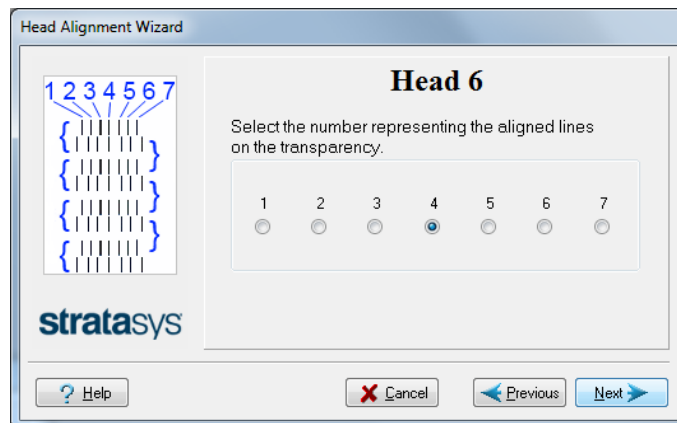 Head Alignment Wizard
1 2 3 4 5 6 7
Head 6
Select the number representing the aligned lines
on the transparency.
1 2 3 4 5 6 7
stratasys
? Help
Cancel
Previous
Next